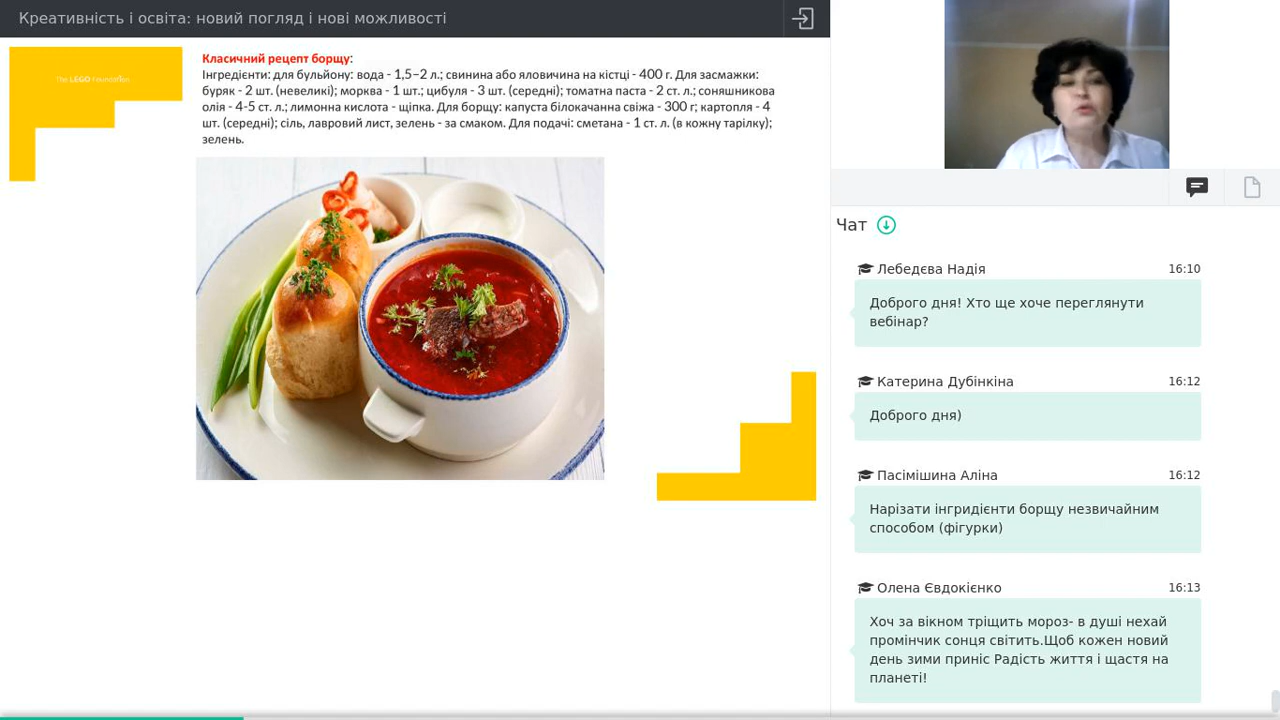 Креативність і освіта: новий погляд і нові можливості
The LEGO Foundation
Класичний рецепт борщу:
Інгредієнти: для бульйону: вода - 1,5–2 л.; свинина або яловичина на кістці - 400 г. Для засмажки:
буряк - 2 шт. (невеликі); морква - 1 шт.; цибуля - 3 шт. (середні); томатна паста - 2 ст. л.; соняшникова
олія - 4-5 ст. л.; лимонна кислота - щіпка. Для борщу: капуста білокачанна свіжа - 300 г; картопля - 4
шт. (середні); сіль, лавровий лист, зелень - за смаком. Для подачі: сметана - 1 ст. л. (в кожну тарілку);
зелень.
Чат
Лебедєва Надія 16:10
Доброго дня! Хто ще хоче переглянути
вебінар?
Катерина Дубінкіна 16:12
Доброго дня)
Пасімішина Аліна 16:12
Нарізати інгридієнти борщу незвичайним
способом (фігурки)
Олена Євдокієнко 16:13
Хоч за вікном тріщить мороз- в душі нехай
промінчик сонця світить.Щоб кожен новий
день зими приніс Радість життя і щастя на
планеті!